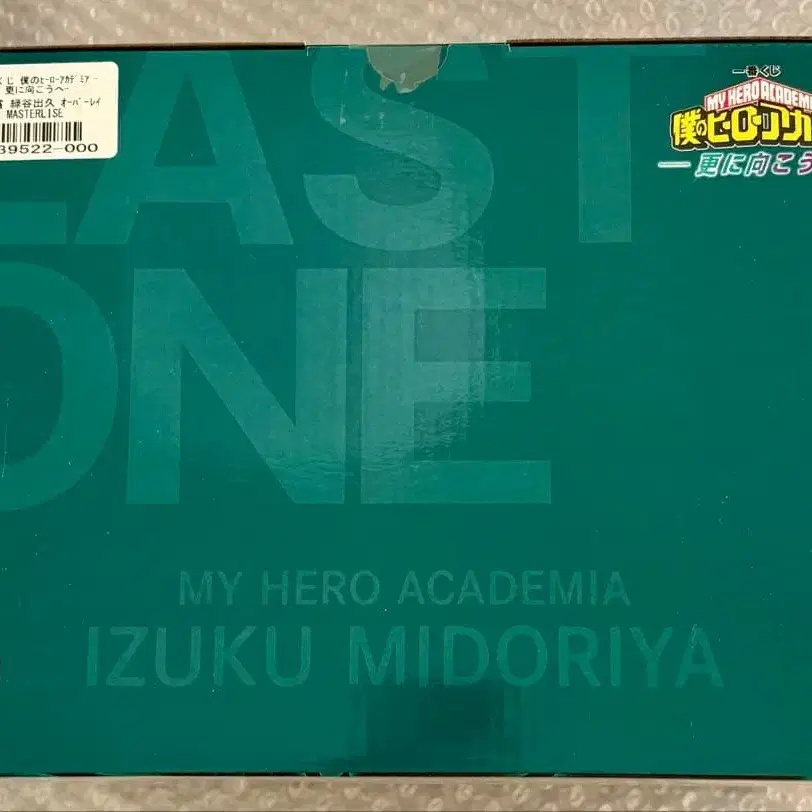 くじ 僕のﾋｰﾛｰｱｶﾃﾞﾐｱ -
更に向こうへ-
賞 緑谷出久 ｵｰﾊﾞｰﾚｲ
MASTERLISE
39522-000
一番くじ
MY HERO ACADEMIA
僕のヒーローアカ
更に向こう
LAST
ONE
MY HERO ACADEMIA
IZUKU MIDORIYA